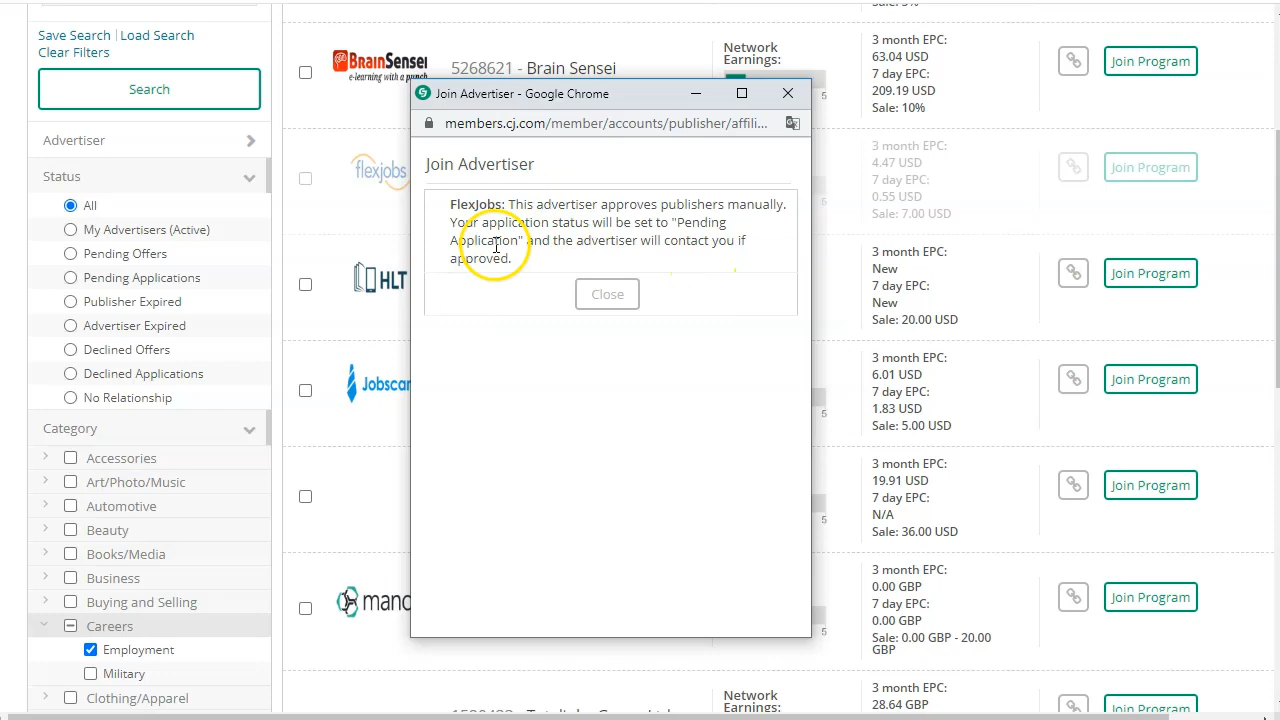 Save Search | Load Search
Clear Filters
Search
Advertiser
Status
All
My Advertisers (Active)
Pending Offers
Pending Applications
Publisher Expired
Advertiser Expired
Declined Offers
Declined Applications
No Relationship
Category
Accessories
Art/Photo/Music
Automotive
Beauty
Books/Media
Business
Buying and Selling
Careers
Employment
Military
Clothing/Apparel
BrainSensei
e-learning with a punch
5268621 - Brain Sensei
Network
Earnings:
5
3 month EPC:
63.04 USD
7 day EPC:
209.19 USD
Sale: 10%
Join Program
flexjobs
5
3 month EPC:
4.47 USD
7 day EPC:
0.55 USD
Sale: 7.00 USD
Join Program
HLT
3 month EPC:
New
7 day EPC:
New
Sale: 20.00 USD
Join Program
Jobscan
5
3 month EPC:
6.01 USD
7 day EPC:
1.83 USD
Sale: 5.00 USD
Join Program
5
3 month EPC:
19.91 USD
7 day EPC:
N/A
Sale: 36.00 USD
Join Program
5
3 month EPC:
0.00 GBP
7 day EPC:
0.00 GBP
Sale: 0.00 GBP - 20.00
GBP
Join Program
Network
Earnings:
3 month EPC:
28.64 GBP
Join Program
Join Advertiser - Google Chrome
members.cj.com/member/accounts/publisher/affili...
Join Advertiser
FlexJobs: This advertiser approves publishers manually.
Your application status will be set to "Pending
Application" and the advertiser will contact you if
approved.
Close